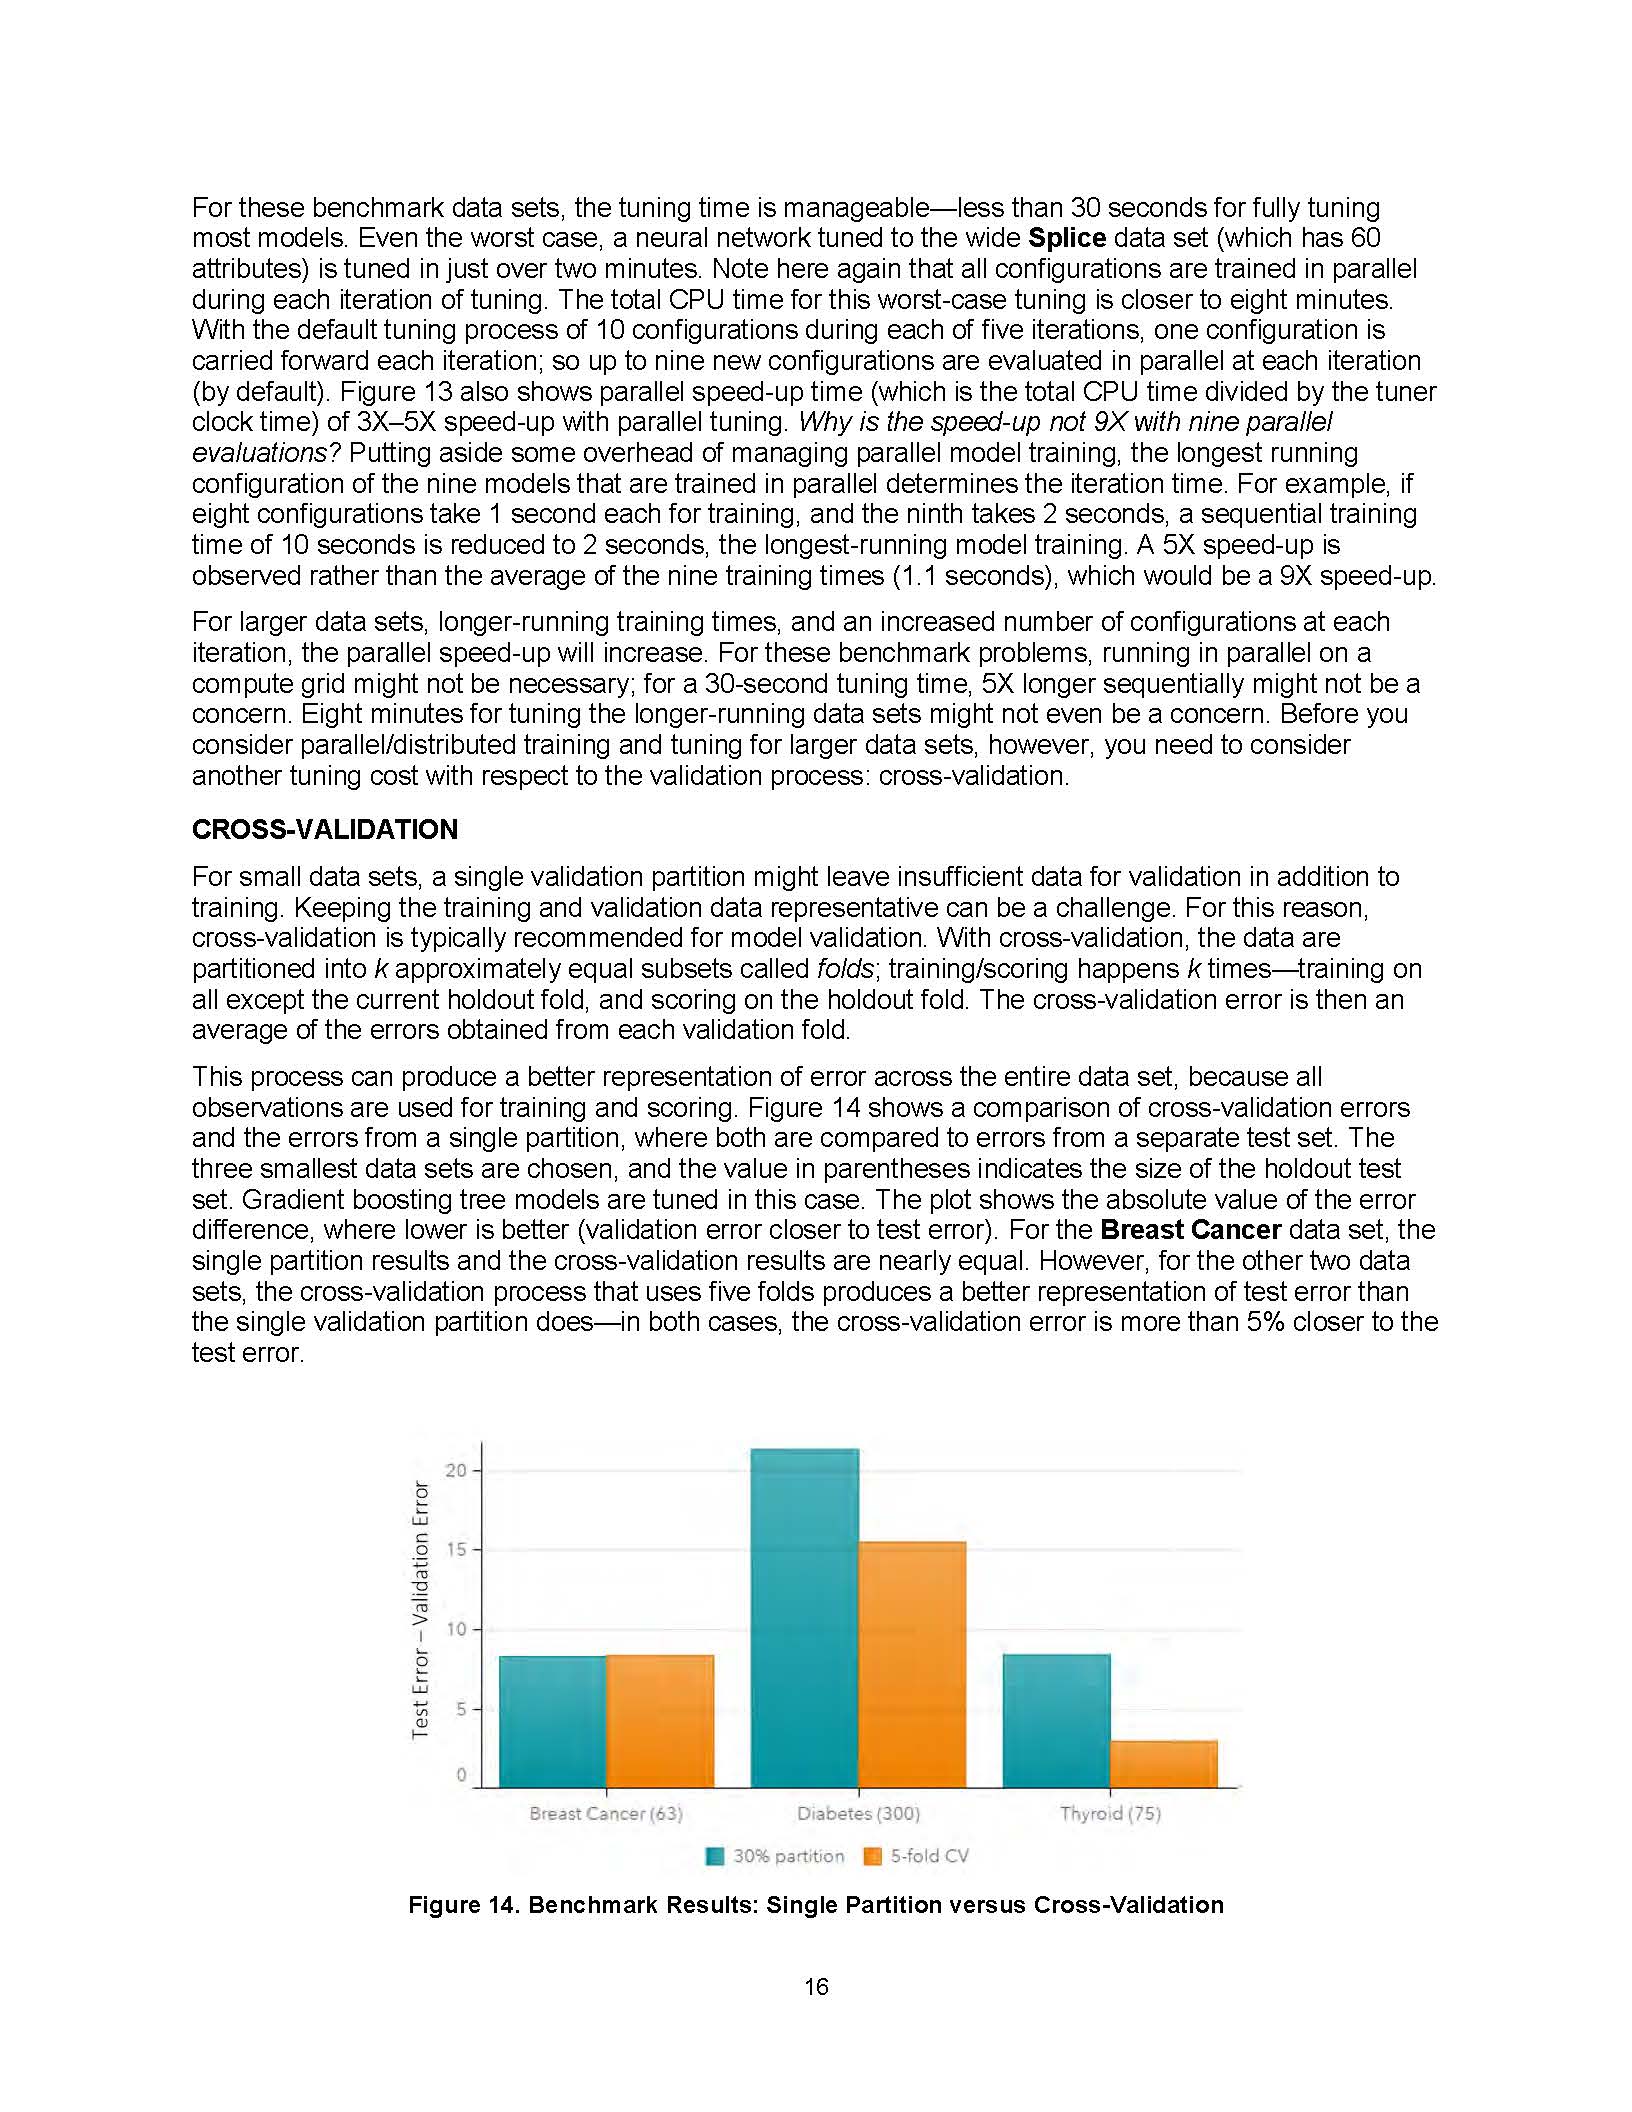 For these benchmark data sets, the tuning time is manageable—less than 30 seconds for fully tuning
most models. Even the worst case, a neural network tuned to the wide Splice data set (which has 60
attributes) is tuned in just over two minutes. Note here again that all configurations are trained in parallel
during each iteration of tuning. The total CPU time for this worst-case tuning is closer to eight minutes.
With the default tuning process of 10 configurations during each of five iterations, one configuration is
carried forward each iteration; so up to nine new configurations are evaluated in parallel at each iteration
(by default). Figure 13 also shows parallel speed-up time (which is the total CPU time divided by the tuner
clock time) of 3X–5X speed-up with parallel tuning. Why is the speed-up not 9X with nine parallel
evaluations? Putting aside some overhead of managing parallel model training, the longest running
configuration of the nine models that are trained in parallel determines the iteration time. For example, if
eight configurations take 1 second each for training, and the ninth takes 2 seconds, a sequential training
time of 10 seconds is reduced to 2 seconds, the longest-running model training. A 5X speed-up is
observed rather than the average of the nine training times (1.1 seconds), which would be a 9X speed-up.
For larger data sets, longer-running training times, and an increased number of configurations at each
iteration, the parallel speed-up will increase. For these benchmark problems, running in parallel on a
compute grid might not be necessary; for a 30-second tuning time, 5X longer sequentially might not be a
concern. Eight minutes for tuning the longer-running data sets might not even be a concern. Before you
consider parallel/distributed training and tuning for larger data sets, however, you need to consider
another tuning cost with respect to the validation process: cross-validation.
CROSS-VALIDATION
For small data sets, a single validation partition might leave insufficient data for validation in addition to
training. Keeping the training and validation data representative can be a challenge. For this reason,
cross-validation is typically recommended for model validation. With cross-validation, the data are
partitioned into k approximately equal subsets called folds; training/scoring happens k times—training on
all except the current holdout fold, and scoring on the holdout fold. The cross-validation error is then an
average of the errors obtained from each validation fold.
This process can produce a better representation of error across the entire data set, because all
observations are used for training and scoring. Figure 14 shows a comparison of cross-validation errors
and the errors from a single partition, where both are compared to errors from a separate test set. The
three smallest data sets are chosen, and the value in parentheses indicates the size of the holdout test
set. Gradient boosting tree models are tuned in this case. The plot shows the absolute value of the error
difference, where lower is better (validation error closer to test error). For the Breast Cancer data set, the
single partition results and the cross-validation results are nearly equal. However, for the other two data
sets, the cross-validation process that uses five folds produces a better representation of test error than
the single validation partition does—in both cases, the cross-validation error is more than 5% closer to the
test error.
Test Error – Validation Error
20
15
10
5
0
Breast Cancer (63) Diabetes (300) Thyroid (75)
30% partition 5-fold CV
Figure 14. Benchmark Results: Single Partition versus Cross-Validation
16